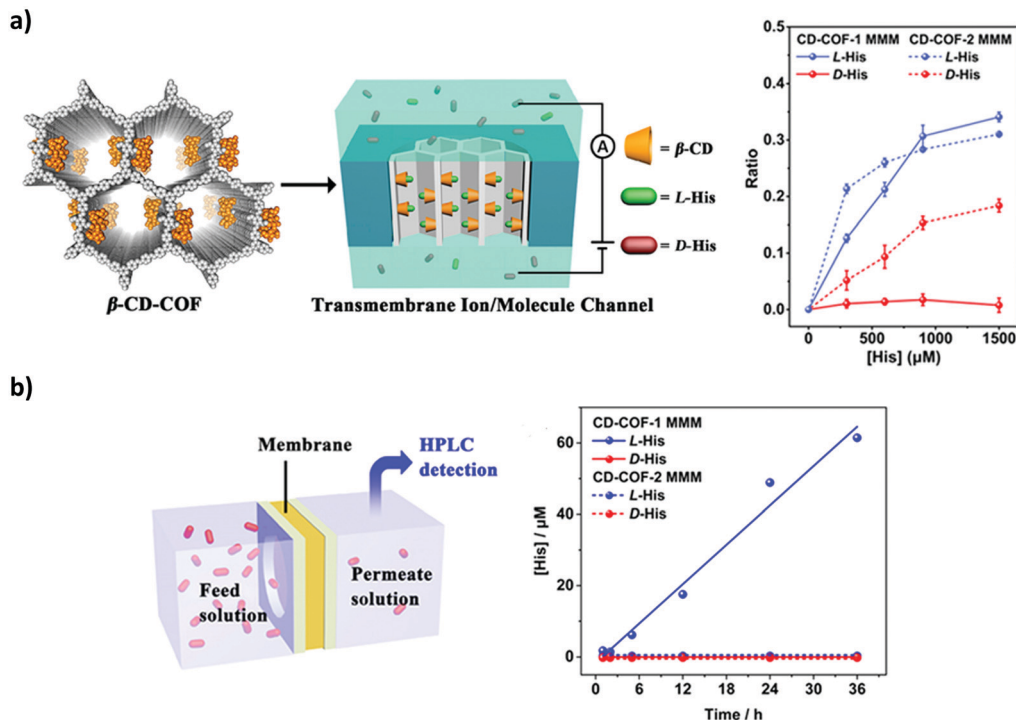 a)
β-CD-COF
Transmembrane Ion/Molecule Channel
A
= β-CD
= L-His
= D-His
CD-COF-1 MMM CD-COF-2 MMM
L-His L-His
D-His D-His
Ratio
0.5
0.4
0.3
0.2
0.1
0.0
0 500 1000 1500
[His] (μM)
b)
Membrane
HPLC
detection
Feed
solution
Permeate
solution
CD-COF-1 MMM
L-His
D-His
CD-COF-2 MMM
L-His
D-His
[His] / μM
60
40
20
0
0 6 12 18 24 30 36
Time / h